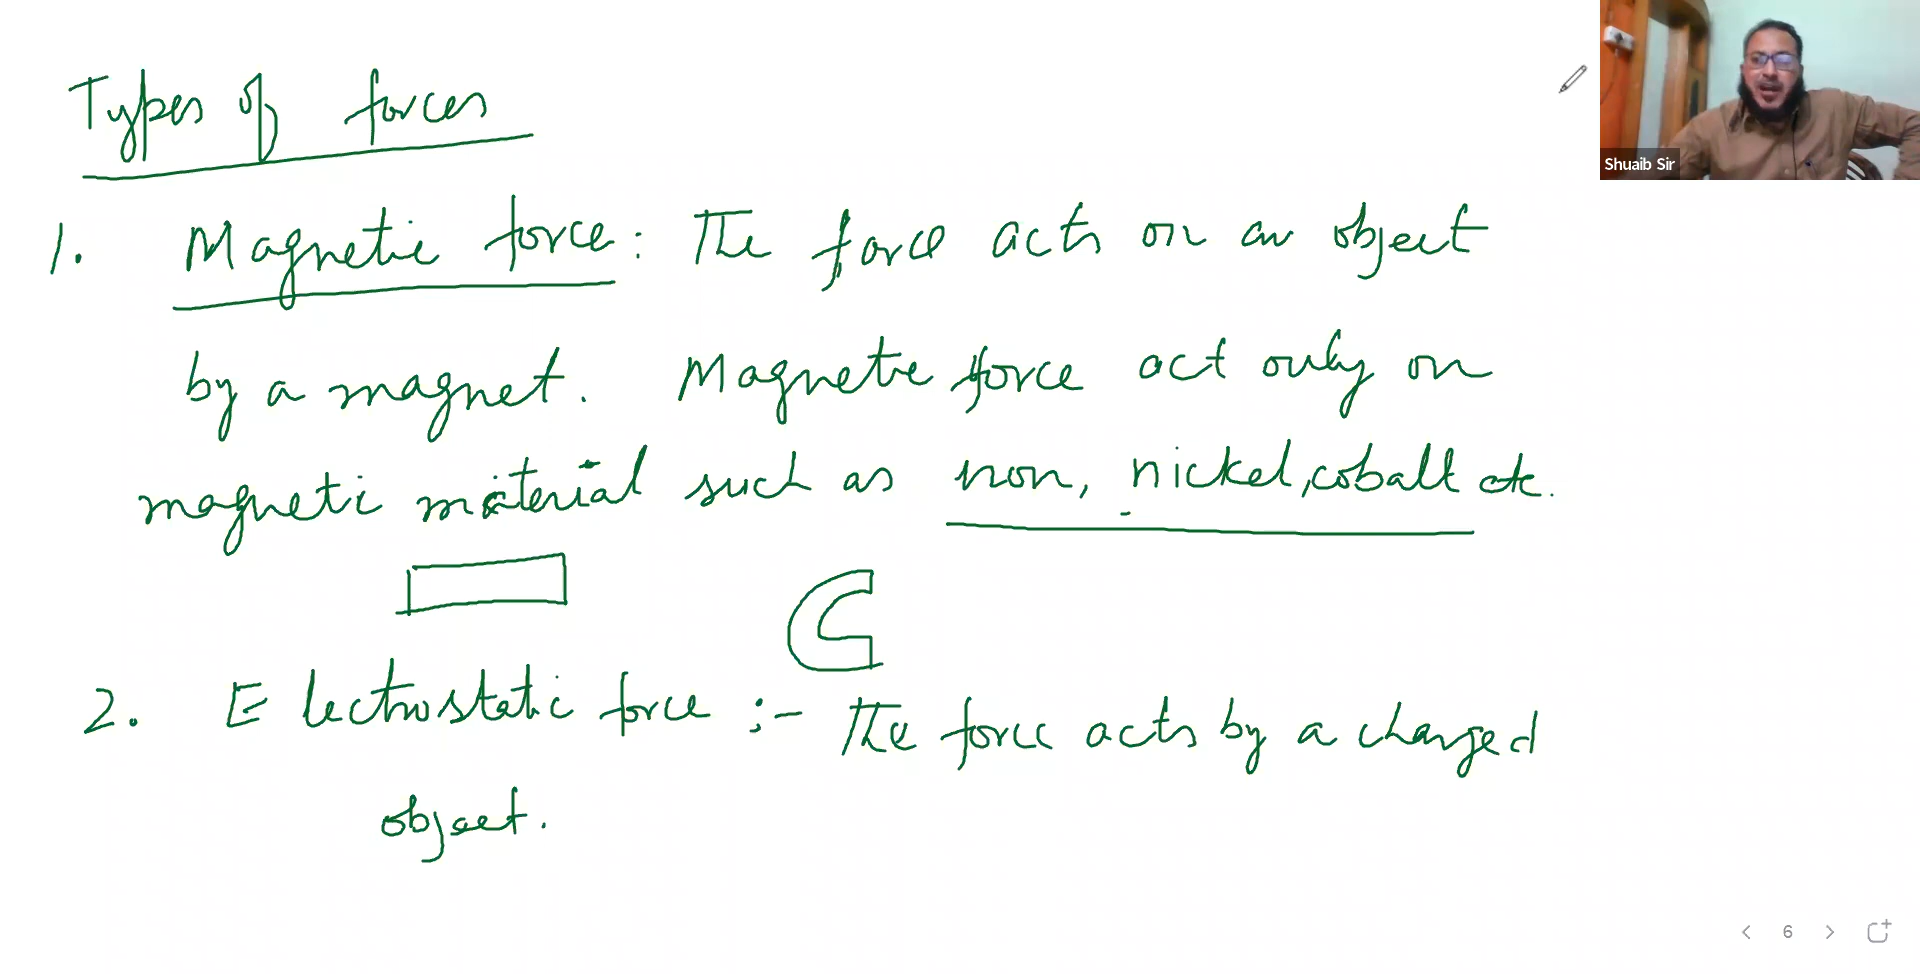 Types of forces
1. Magnetic force : The force acts on an object
by a magnet. Magnetic force act only on
magnetic material such as iron, nickel, cobalt etc.
2. Electrostatic force :- The force acts by a charged
object.
Shuaib Sir
6